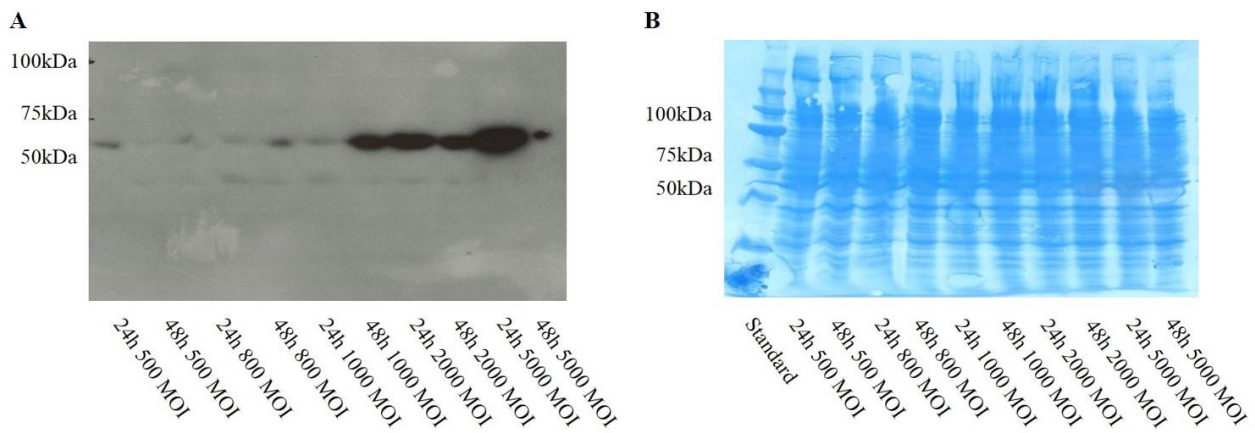 A
100kDa
75kDa
50kDa
24h 500 MOI
48h 500 MOI
24h 800 MOI
48h 800 MOI
24h 1000 MOI
48h 1000 MOI
24h 2000 MOI
48h 2000 MOI
24h 5000 MOI
48h 5000 MOI
B
100kDa
75kDa
50kDa
Standard
24h 500 MOI
48h 500 MOI
24h 800 MOI
48h 800 MOI
24h 1000 MOI
48h 1000 MOI
24h 2000 MOI
48h 2000 MOI
24h 5000 MOI
48h 5000 MOI